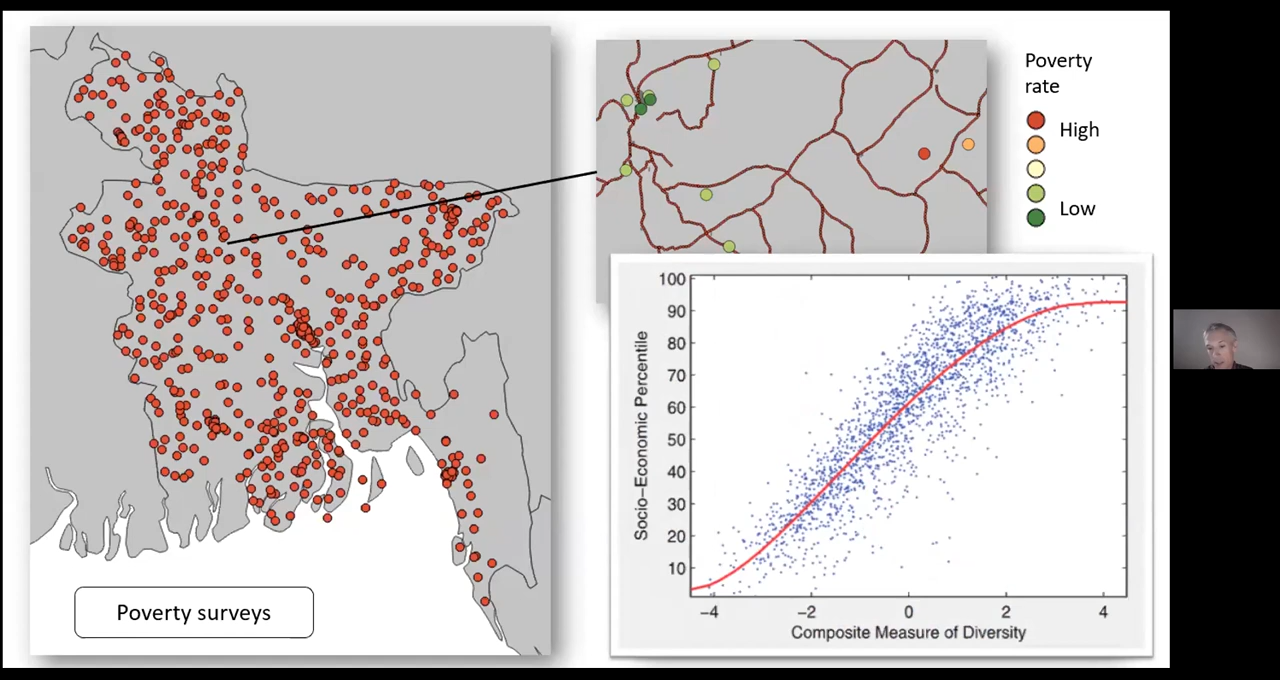 Poverty surveys
Poverty
rate
High
Low
Socio-Economic Percentile
100
90
80
70
60
50
40
30
20
10
−4
−2
0
2
4
Composite Measure of Diversity